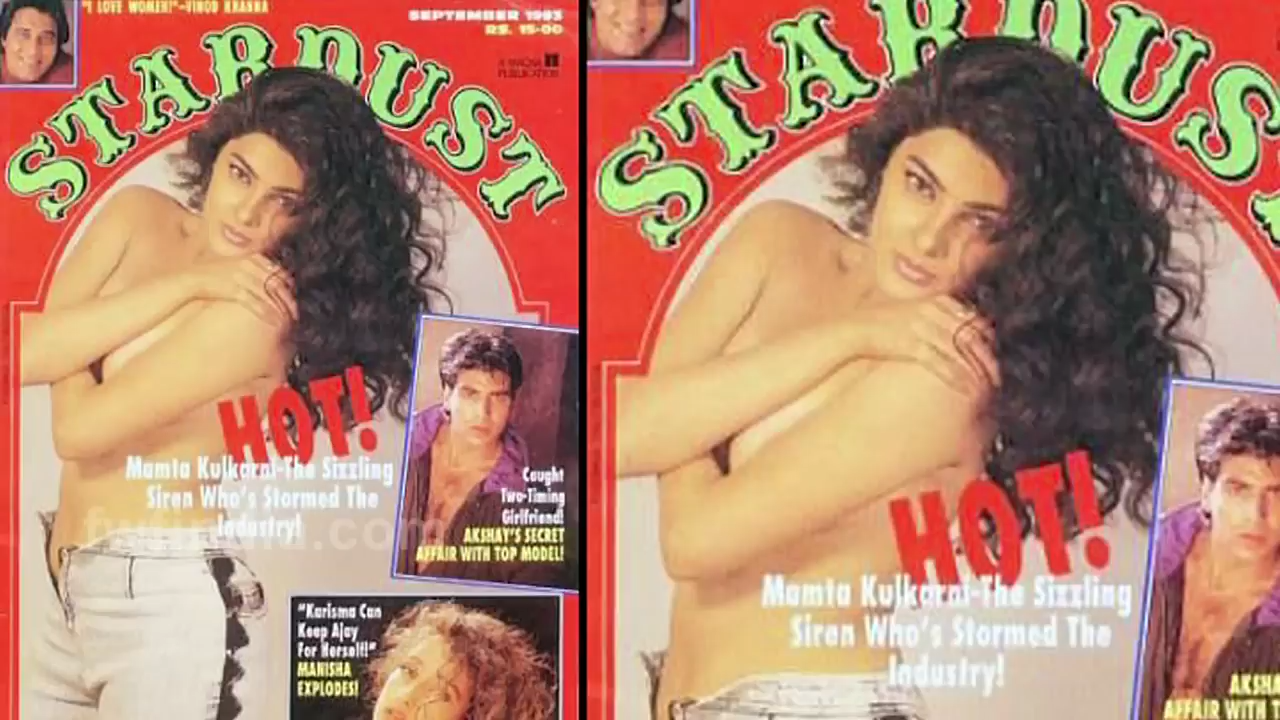 "I LOVE WOMEN!"-VINOD KHANNA
SEPTEMBER 1993
RS. 15-00
A MAGNA
PUBLICATION
STARDUST
HOT!
Mamta Kulkarni-The Sizzling
Siren Who's Stormed The
Industry!
Caught
Two-Timing
Girlfriend!
AKSHAY'S SECRET
AFFAIR WITH TOP MODEL!
"Karisma Can
Keep Ajay
For Herself!"
MANISHA
EXPLODES!
STARDUST
HOT!
Mamta Kulkarni-The Sizzling
Siren Who's Stormed The
Industry!
AKSHA
AFFAIR WITH T